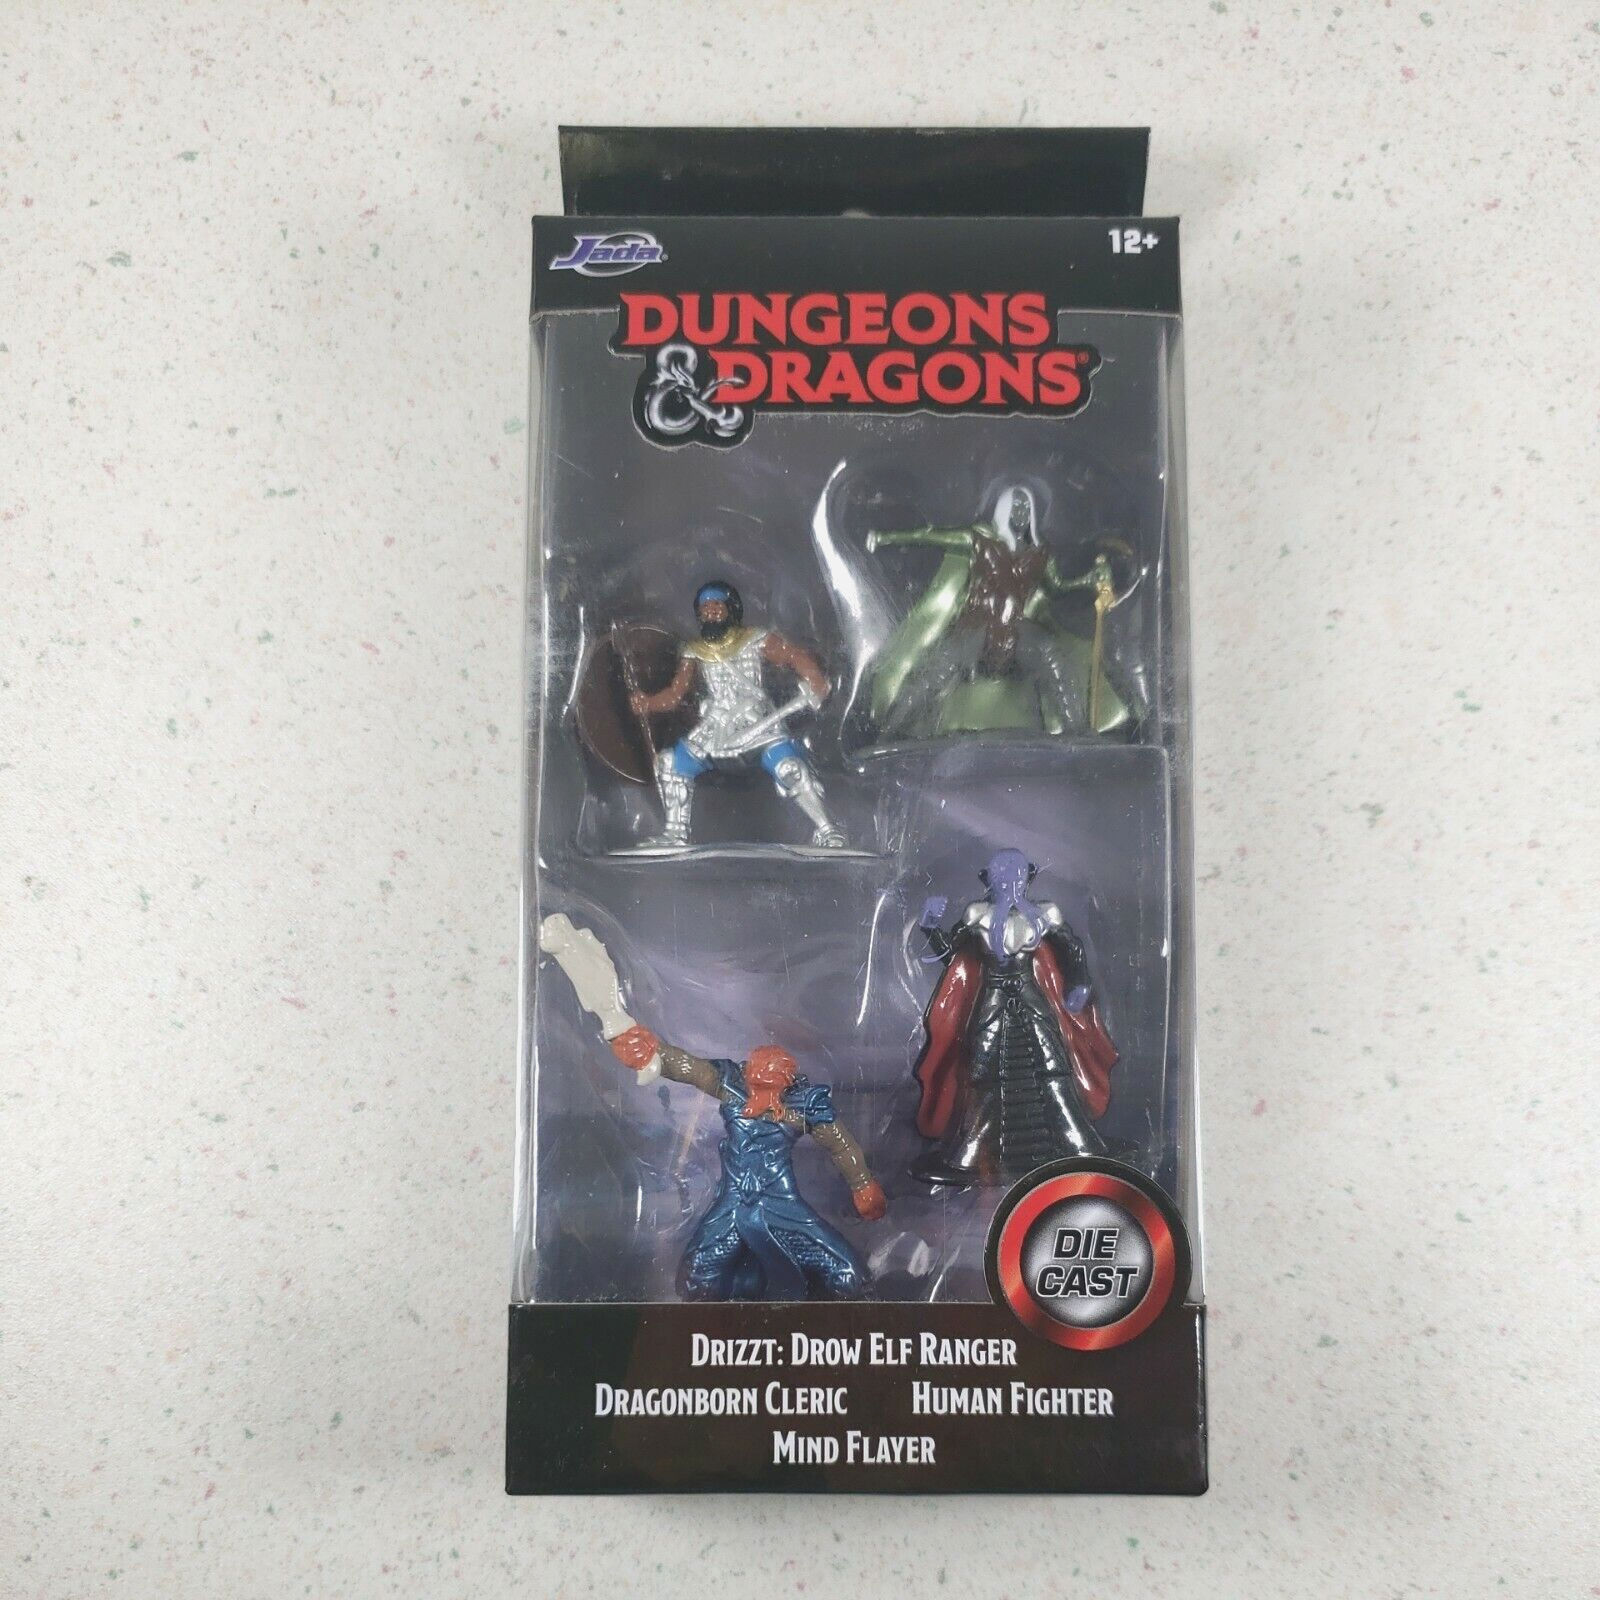 Jada®
12+
DUNGEONS
& DRAGONS®
DIE
CAST
DRIZZT: DROW ELF RANGER
DRAGONBORN CLERIC HUMAN FIGHTER
MIND FLAYER